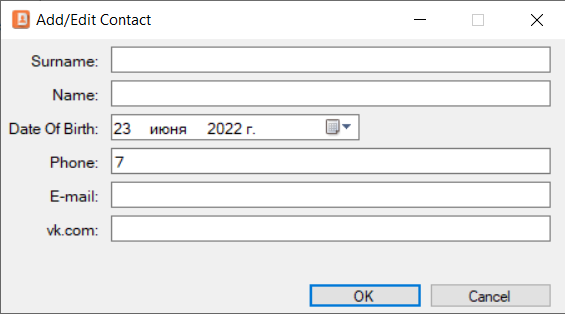 Add/Edit Contact
Surname:
Name:
Date Of Birth: 23 июня 2022 г.
Phone: 7
E-mail:
vk.com:
OK Cancel